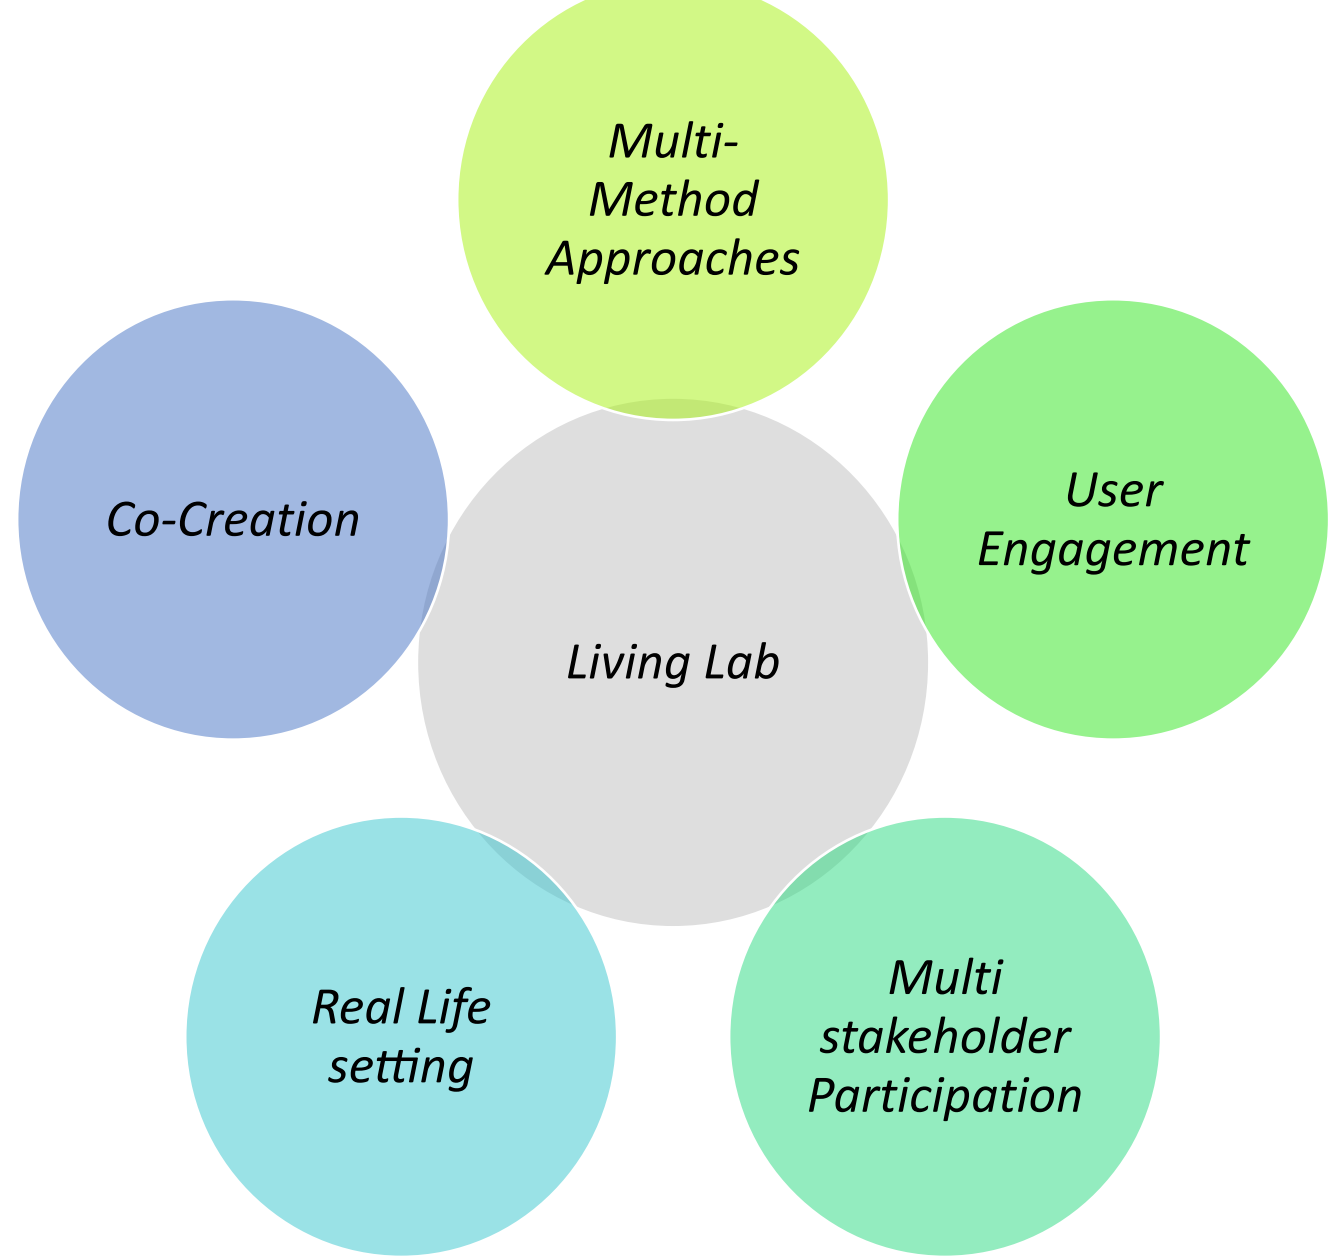 Multi-
Method
Approaches
Co-Creation
User
Engagement
Living Lab
Real Life
setting
Multi
stakeholder
Participation